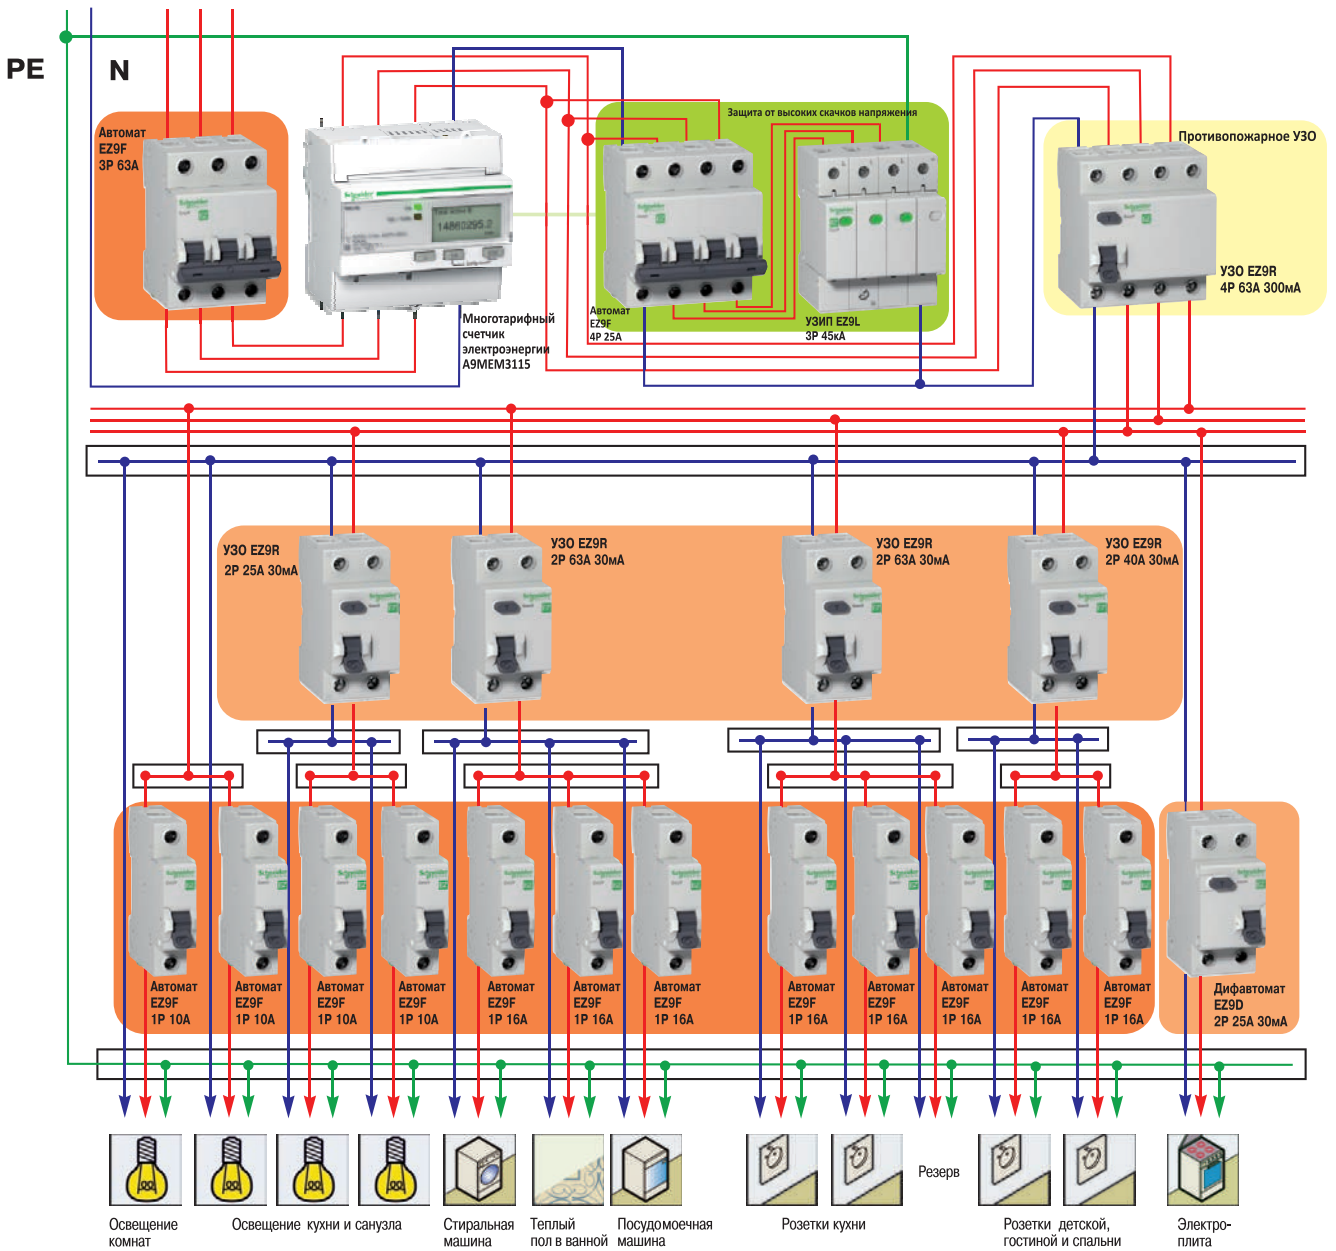 PE
N
Автомат
EZ9F
3P 63A
Многотарифный
счетчик
электроэнергии
A9MEM3115
Schneider
14860295.0
Защита от высоких скачков напряжения
Автомат
EZ9F
4P 25A
УЗИП EZ9L
3P 45кА
Противопожарное УЗО
УЗО EZ9R
4P 63A 300мА
УЗО EZ9R
2P 25A 30мА
УЗО EZ9R
2P 63A 30мА
УЗО EZ9R
2P 63A 30мА
УЗО EZ9R
2P 40A 30мА
Автомат
EZ9F
1P 10A
Автомат
EZ9F
1P 10A
Автомат
EZ9F
1P 10A
Автомат
EZ9F
1P 10A
Автомат
EZ9F
1P 16A
Автомат
EZ9F
1P 16A
Автомат
EZ9F
1P 16A
Автомат
EZ9F
1P 16A
Автомат
EZ9F
1P 16A
Автомат
EZ9F
1P 16A
Автомат
EZ9F
1P 16A
Автомат
EZ9F
1P 16A
Дифавтомат
EZ9D
2P 25A 30мА
Освещение
комнат
Освещение кухни и санузла
Стиральная
машина
Теплый
пол в ванной
Посудомоечная
машина
Розетки кухни
Резерв
Розетки детской,
гостиной и спальни
Электро-
плита